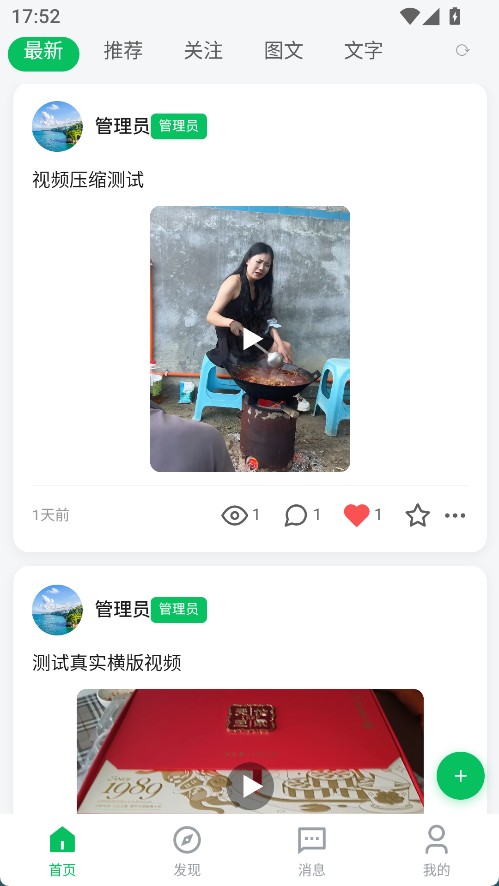 17:52
最新 推荐 关注 图文 文字
管理员 管理员
视频压缩测试
1天前 1 1 1
管理员 管理员
测试真实横版视频
Since
1989
首页 发现 消息 我的